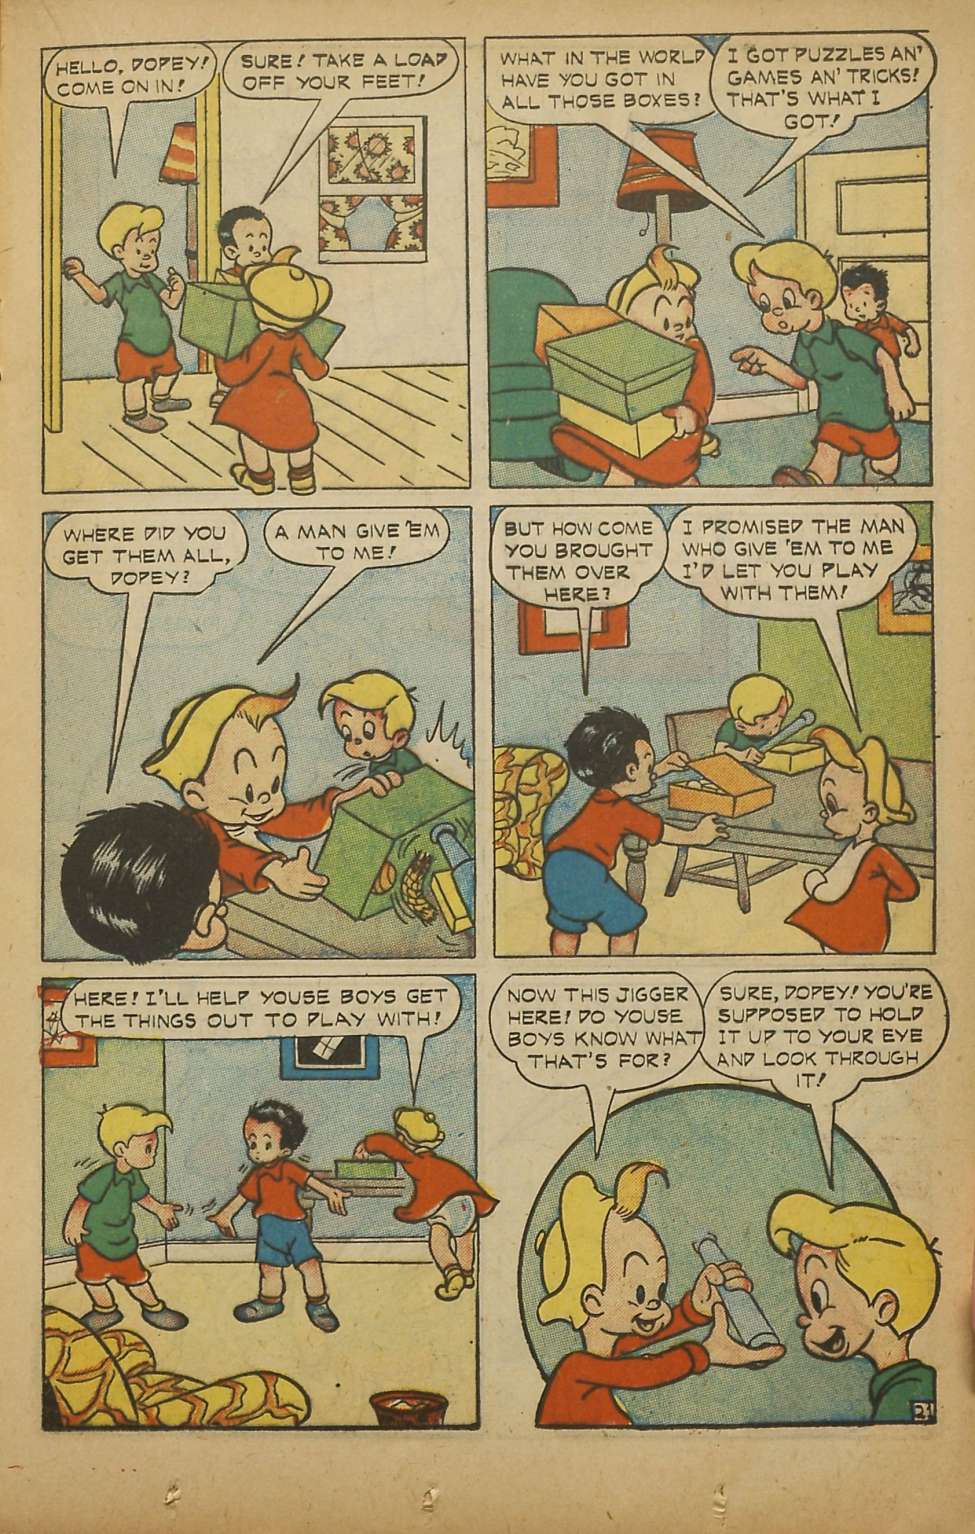 HELLO, DOPEY!
COME ON IN!
SURE! TAKE A LOAD
OFF YOUR FEET!
WHAT IN THE WORLD
HAVE YOU GOT IN
ALL THOSE BOXES?
I GOT PUZZLES AN'
GAMES AN' TRICKS!
THAT'S WHAT I
GOT!
WHERE DID YOU
GET THEM ALL,
DOPEY?
A MAN GIVE 'EM
TO ME!
BUT HOW COME
YOU BROUGHT
THEM OVER
HERE?
I PROMISED THE MAN
WHO GIVE 'EM TO ME
I'D LET YOU PLAY
WITH THEM!
HERE! I'LL HELP YOUSE BOYS GET
THE THINGS OUT TO PLAY WITH!
NOW THIS JIGGER
HERE! DO YOUSE
BOYS KNOW WHAT
THAT'S FOR?
SURE, DOPEY! YOU'RE
SUPPOSED TO HOLD
IT UP TO YOUR EYE
AND LOOK THROUGH
IT!
21